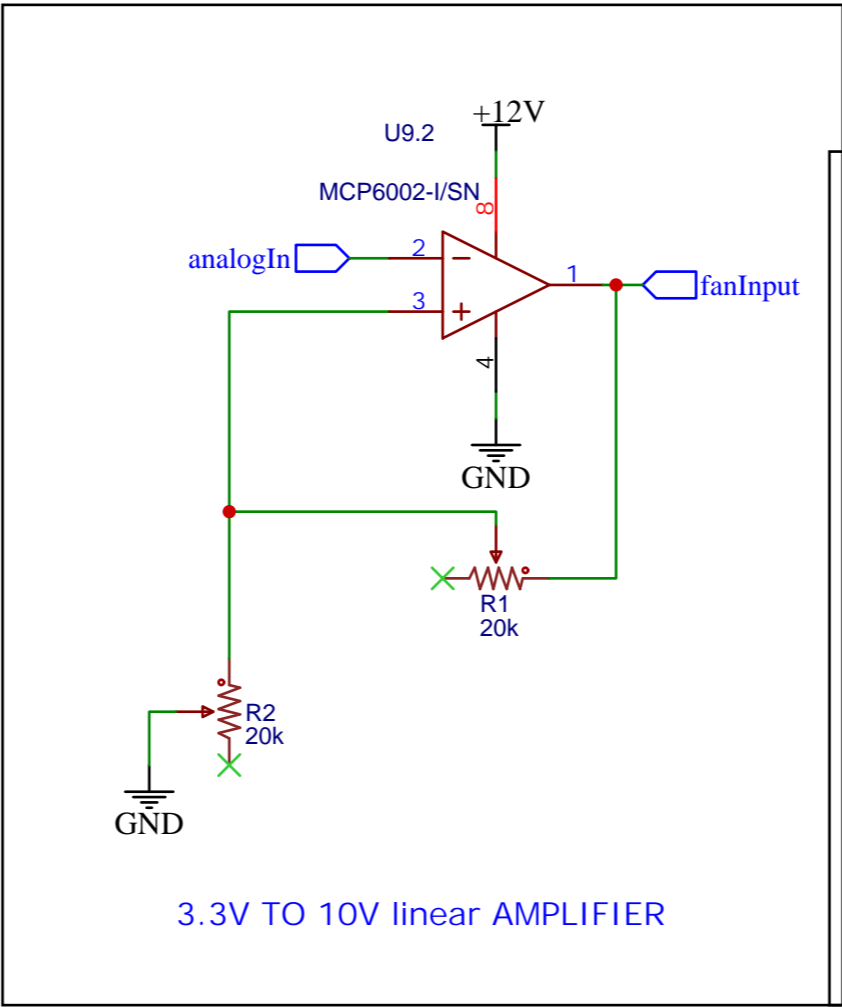 +12V
U9.2
MCP6002-I/SN
8
analogIn
2
−
1
fanInput
3
+
4
GND
R1
20k
R2
20k
GND
3.3V TO 10V linear AMPLIFIER